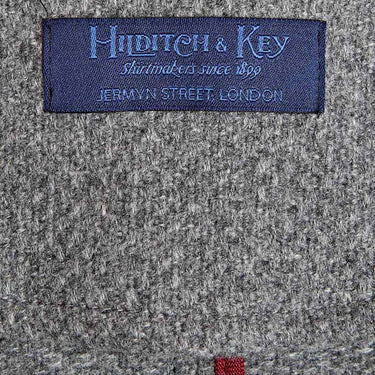 HILDITCH & KEY
Shirtmakers since 1899
JERMYN STREET, LONDON